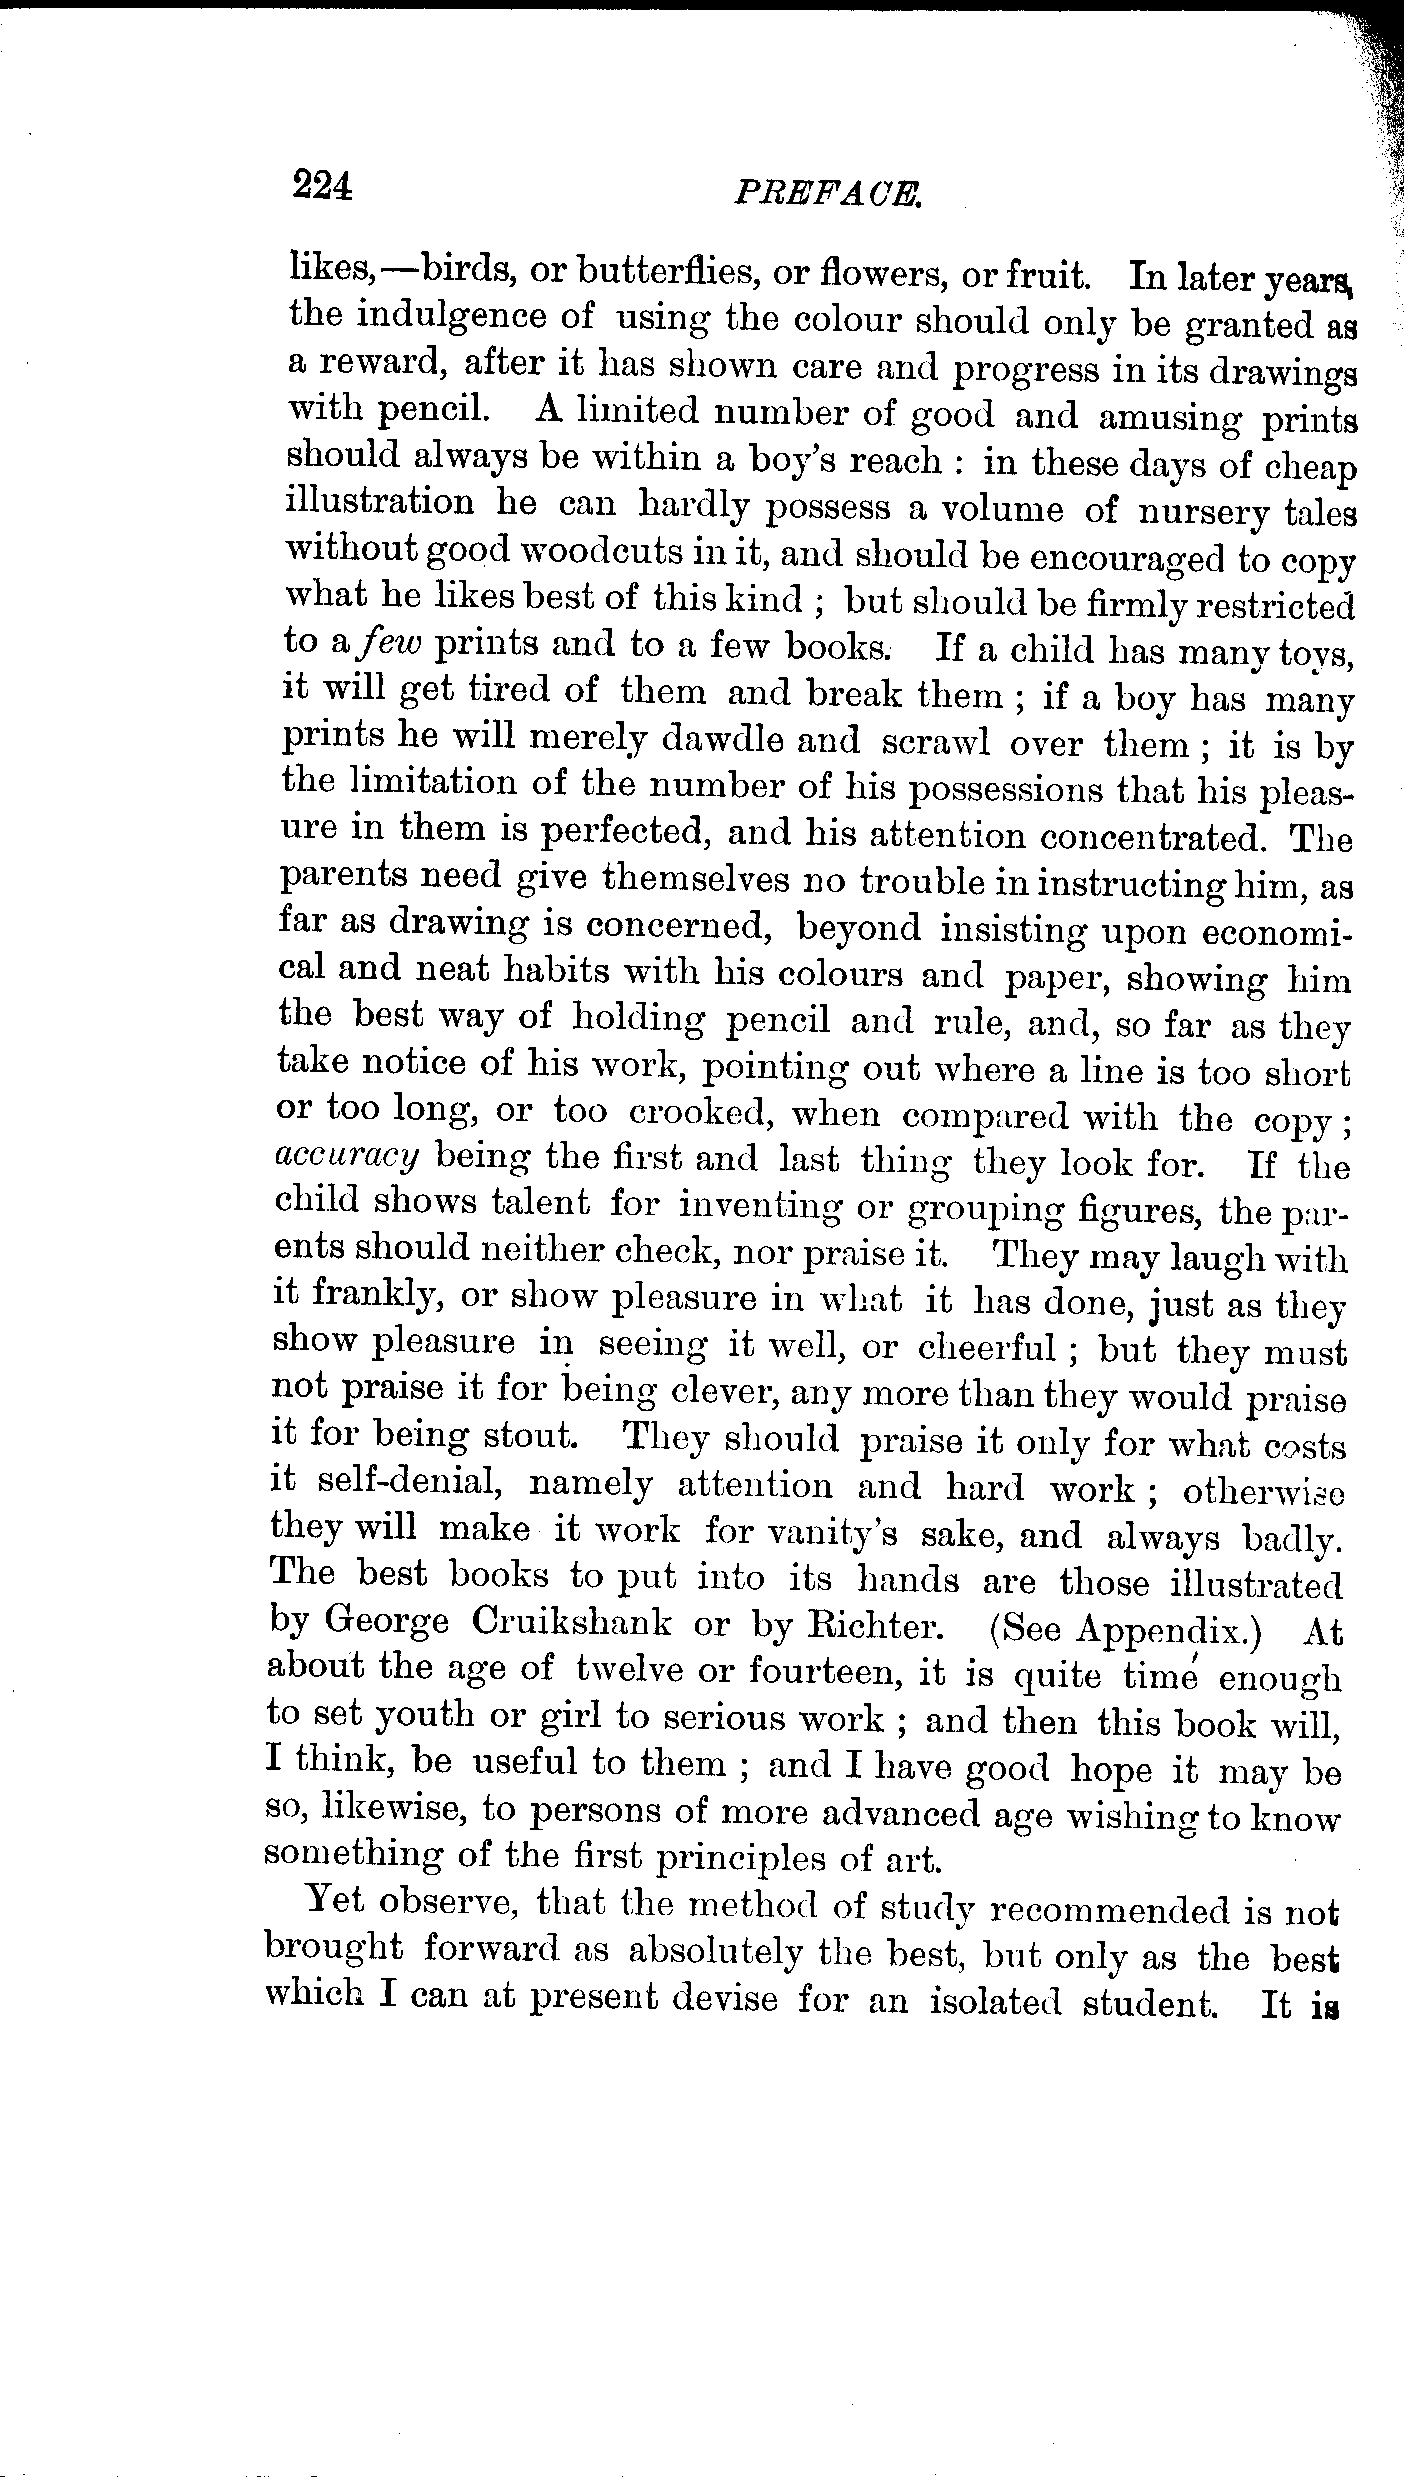 224 PREFACE.
likes,—birds, or butterflies, or flowers, or fruit. In later years,
the indulgence of using the colour should only be granted as
a reward, after it has shown care and progress in its drawings
with pencil. A limited number of good and amusing prints
should always be within a boy's reach : in these days of cheap
illustration he can hardly possess a volume of nursery tales
without good woodcuts in it, and should be encouraged to copy
what he likes best of this kind ; but should be firmly restricted
to a few prints and to a few books. If a child has many toys,
it will get tired of them and break them ; if a boy has many
prints he will merely dawdle and scrawl over them ; it is by
the limitation of the number of his possessions that his pleas-
ure in them is perfected, and his attention concentrated. The
parents need give themselves no trouble in instructing him, as
far as drawing is concerned, beyond insisting upon economi-
cal and neat habits with his colours and paper, showing him
the best way of holding pencil and rule, and, so far as they
take notice of his work, pointing out where a line is too short
or too long, or too crooked, when compared with the copy ;
accuracy being the first and last thing they look for. If the
child shows talent for inventing or grouping figures, the par-
ents should neither check, nor praise it. They may laugh with
it frankly, or show pleasure in what it has done, just as they
show pleasure in seeing it well, or cheerful ; but they must
not praise it for being clever, any more than they would praise
it for being stout. They should praise it only for what costs
it self-denial, namely attention and hard work ; otherwise
they will make it work for vanity's sake, and always badly.
The best books to put into its hands are those illustrated
by George Cruikshank or by Richter. (See Appendix.) At
about the age of twelve or fourteen, it is quite time enough
to set youth or girl to serious work ; and then this book will,
I think, be useful to them ; and I have good hope it may be
so, likewise, to persons of more advanced age wishing to know
something of the first principles of art.
Yet observe, that the method of study recommended is not
brought forward as absolutely the best, but only as the best
which I can at present devise for an isolated student. It is